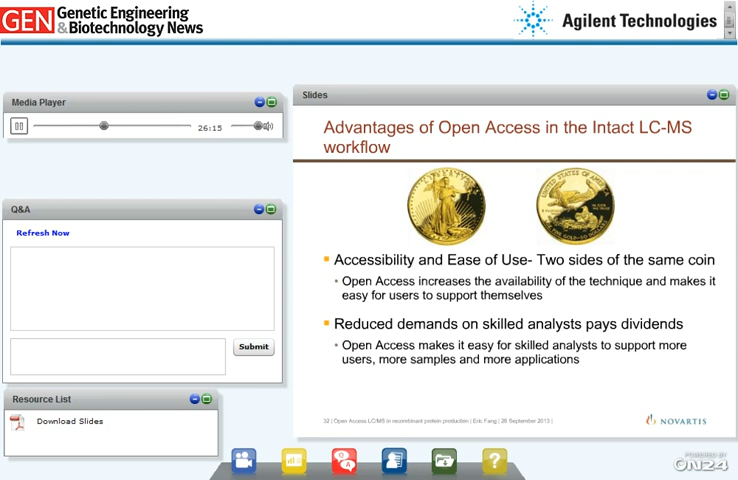 GEN Genetic Engineering
& Biotechnology News
Agilent Technologies
Media Player
26:15
Slides
Advantages of Open Access in the Intact LC-MS
workflow
Q&A
Refresh Now
Submit
▪ Accessibility and Ease of Use- Two sides of the same coin
• Open Access increases the availability of the technique and makes it
easy for users to support themselves
▪ Reduced demands on skilled analysts pays dividends
• Open Access makes it easy for skilled analysts to support more
users, more samples and more applications
Resource List
Download Slides
32 | Open Access LC/MS in recombinant protein production | Eric Fang | 26 September 2013 |
NOVARTIS
Q
A
?
POWERED BY
ON24